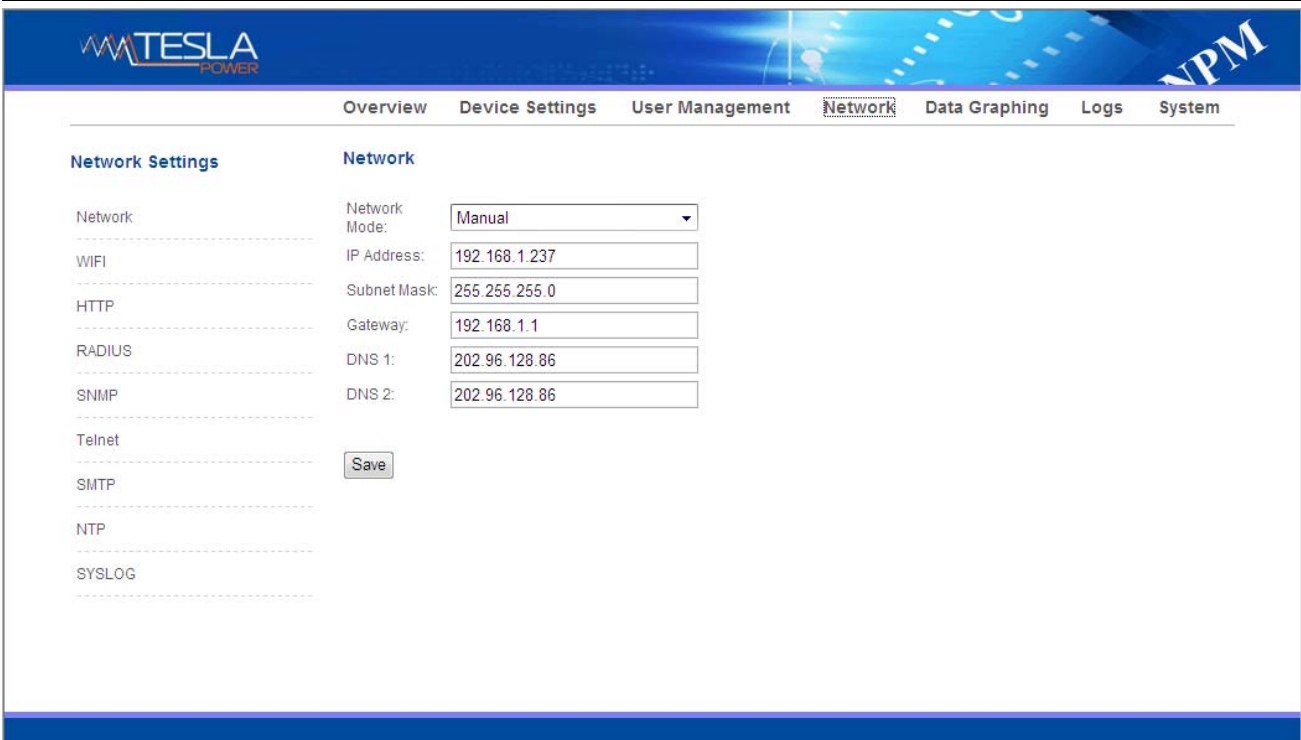 TESLA
POWER
NPM
Overview Device Settings User Management Network Data Graphing Logs System
Network Settings
Network
WIFI
HTTP
RADIUS
SNMP
Telnet
SMTP
NTP
SYSLOG
Network
Network
Mode: Manual
IP Address: 192.168.1.237
Subnet Mask: 255.255.255.0
Gateway: 192.168.1.1
DNS 1: 202.96.128.86
DNS 2: 202.96.128.86
Save